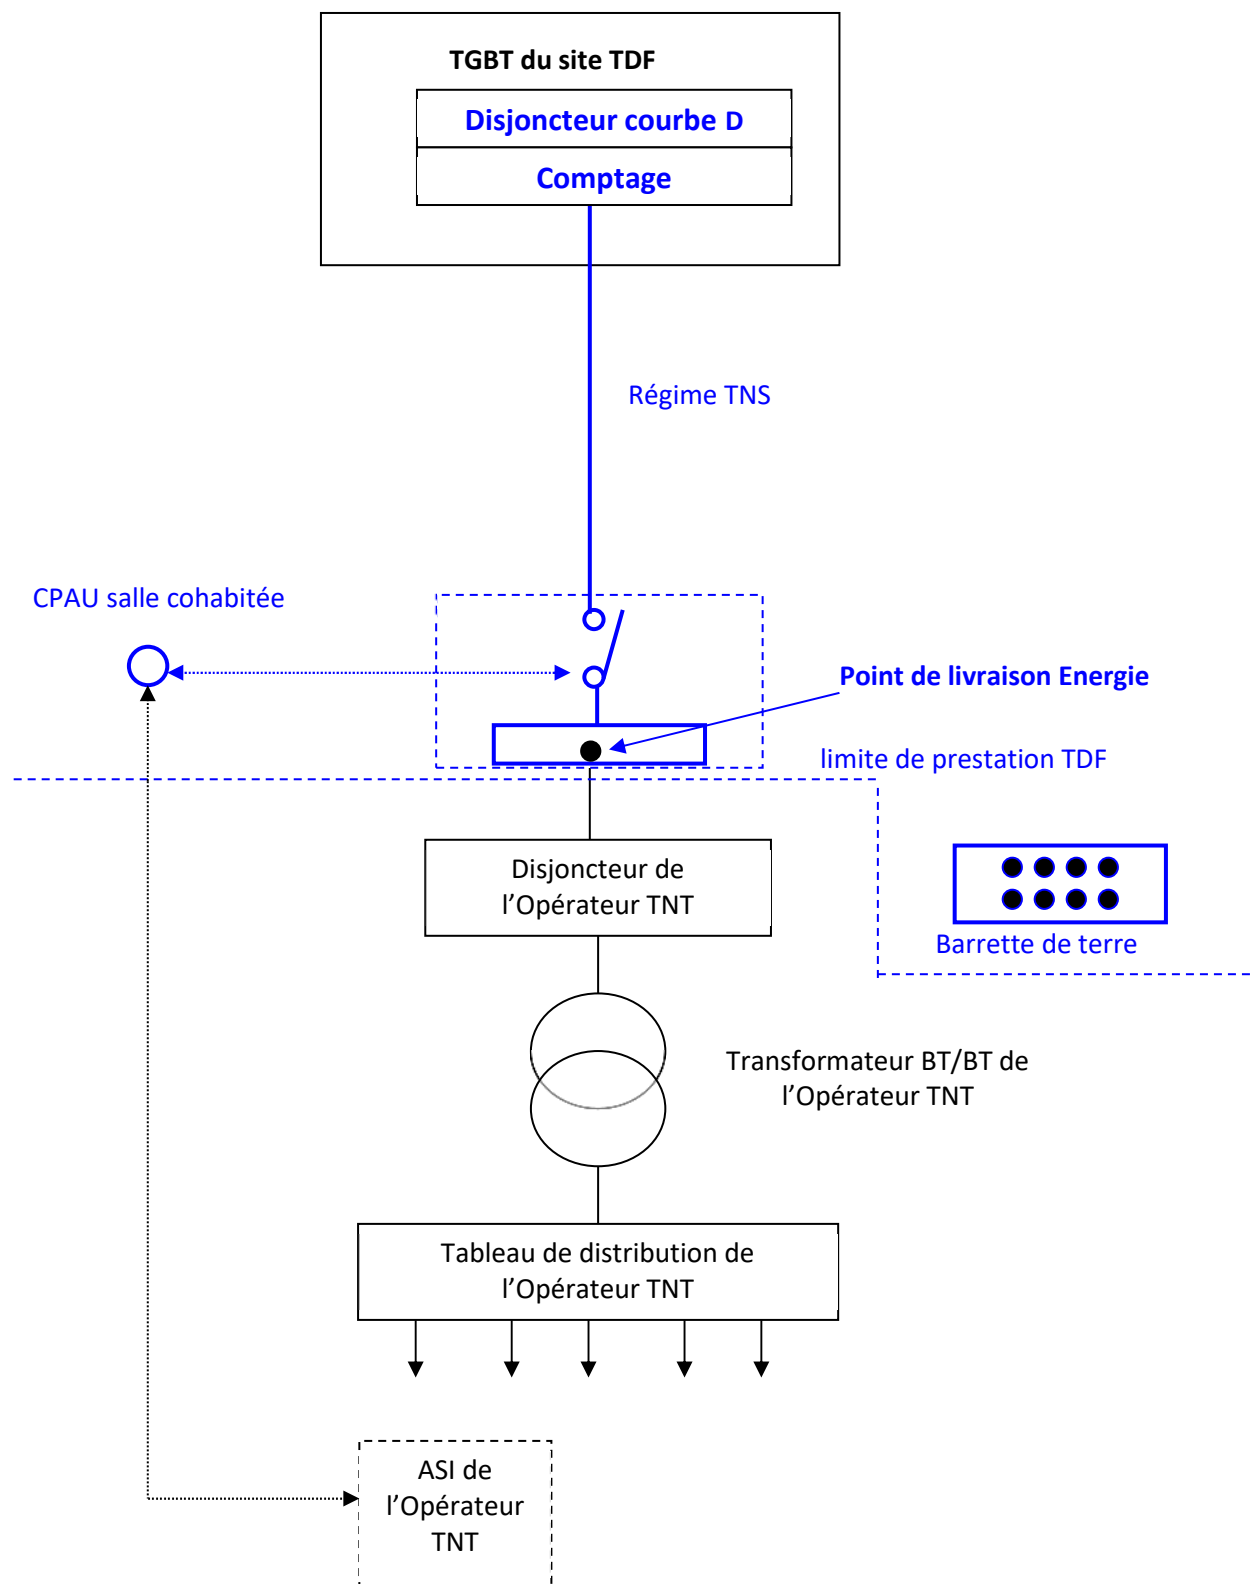 TGBT du site TDF
Disjoncteur courbe D
Comptage
Régime TNS
CPAU salle cohabitée
Point de livraison Energie
limite de prestation TDF
Disjoncteur de
l’Opérateur TNT
Barrette de terre
Transformateur BT/BT de
l’Opérateur TNT
Tableau de distribution de
l’Opérateur TNT
ASI de
l’Opérateur
TNT